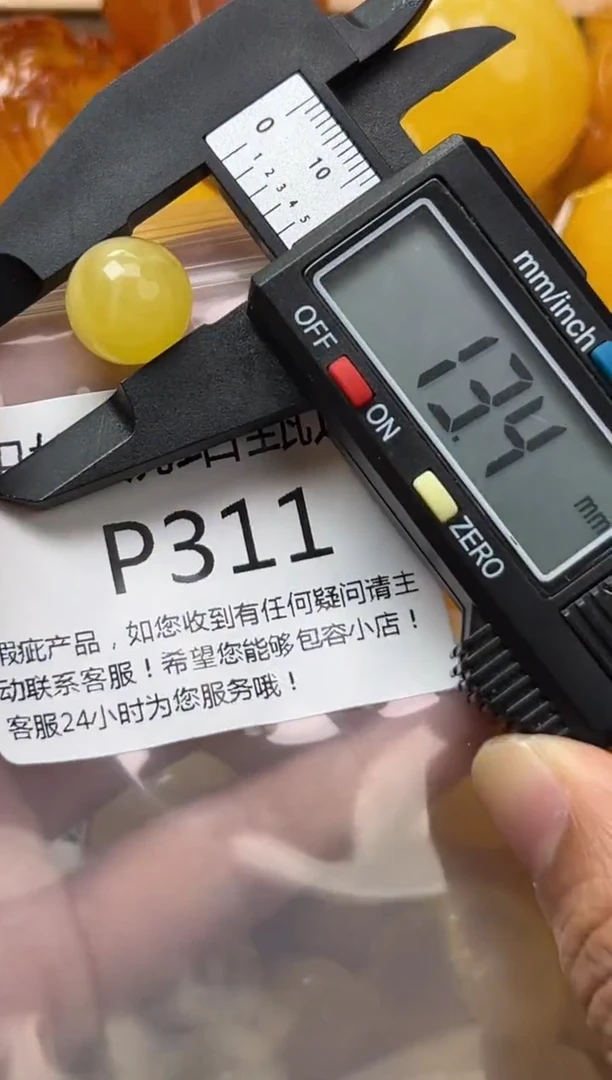 0
10
1 2 3 4 5
mm/inch
OFF
ON
13.4
mm
ZERO
P311
瑕疵产品，如您收到有任何疑问请主
动联系客服！希望您能够包容小店！
客服24小时为您服务哦！